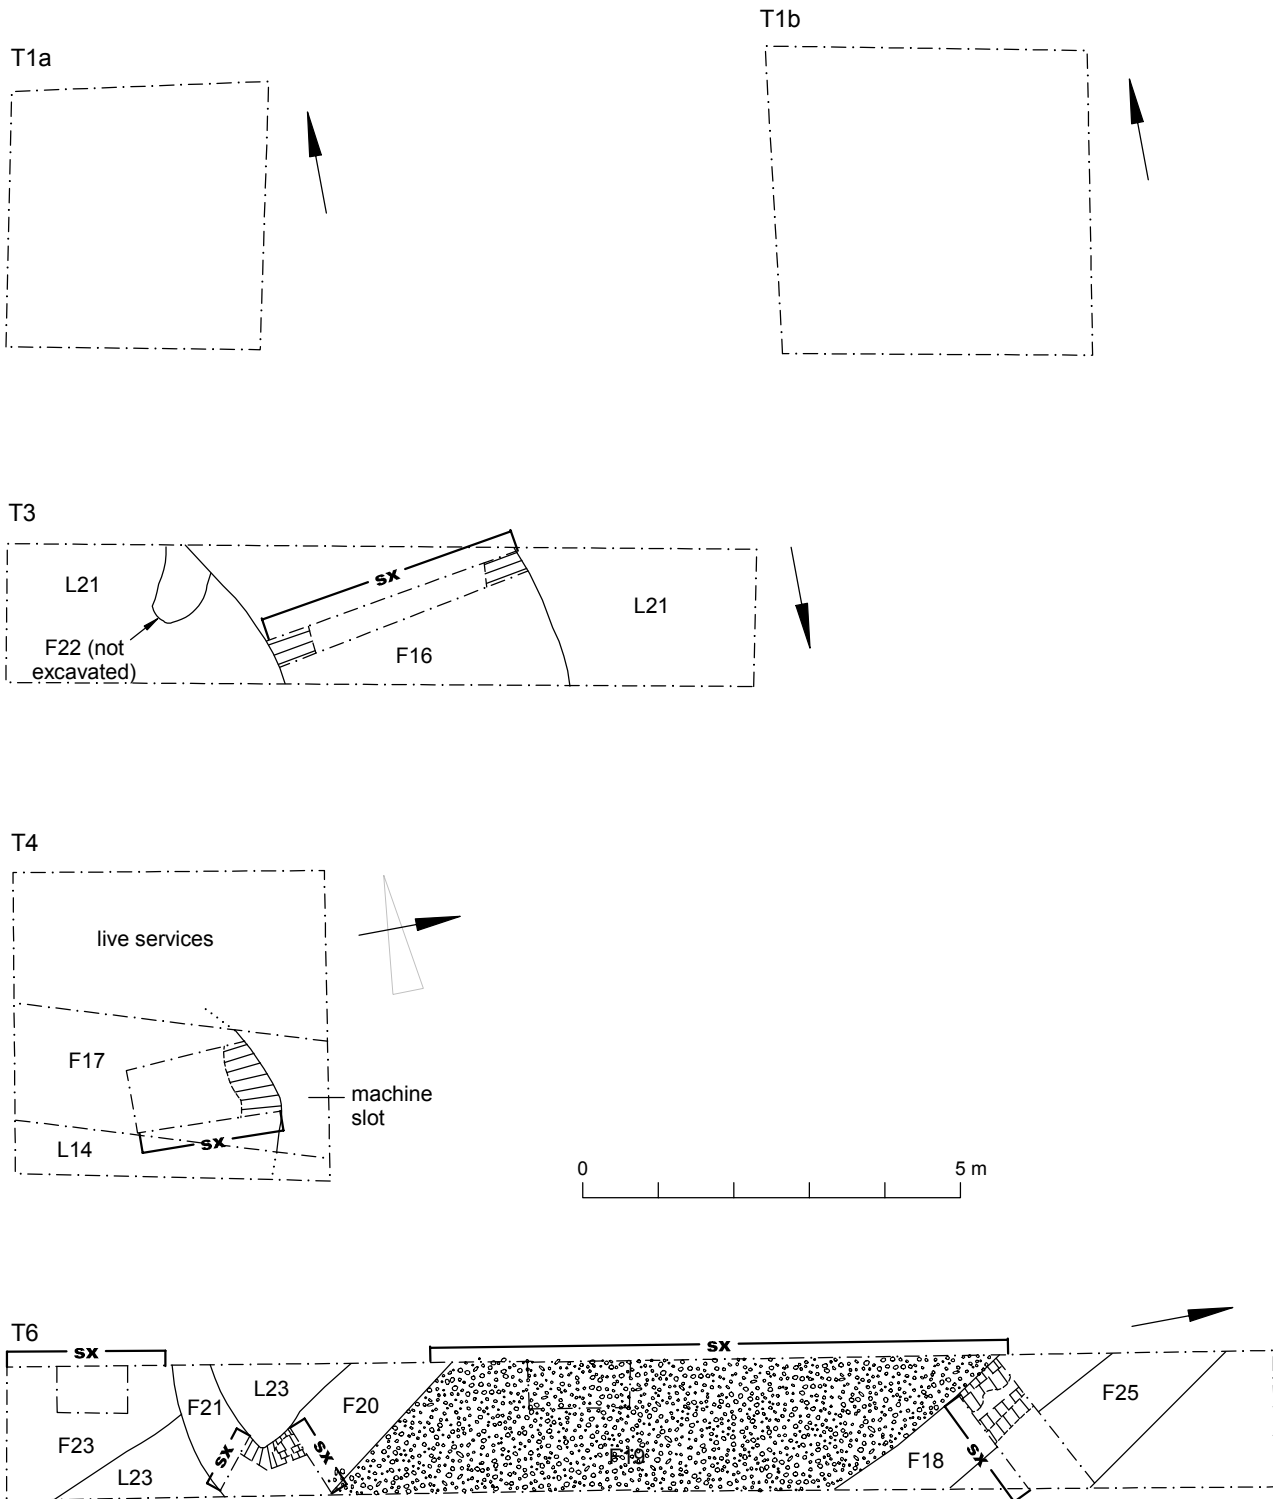 T1a
T1b
T3
L21
F22 (not
excavated)
sx
F16
L21
T4
live services
F17
machine
slot
L14
sx
0
5 m
T6
sx
sx
F21
L23
F20
F25
F23
sx
sx
F19
F18
sx
L23